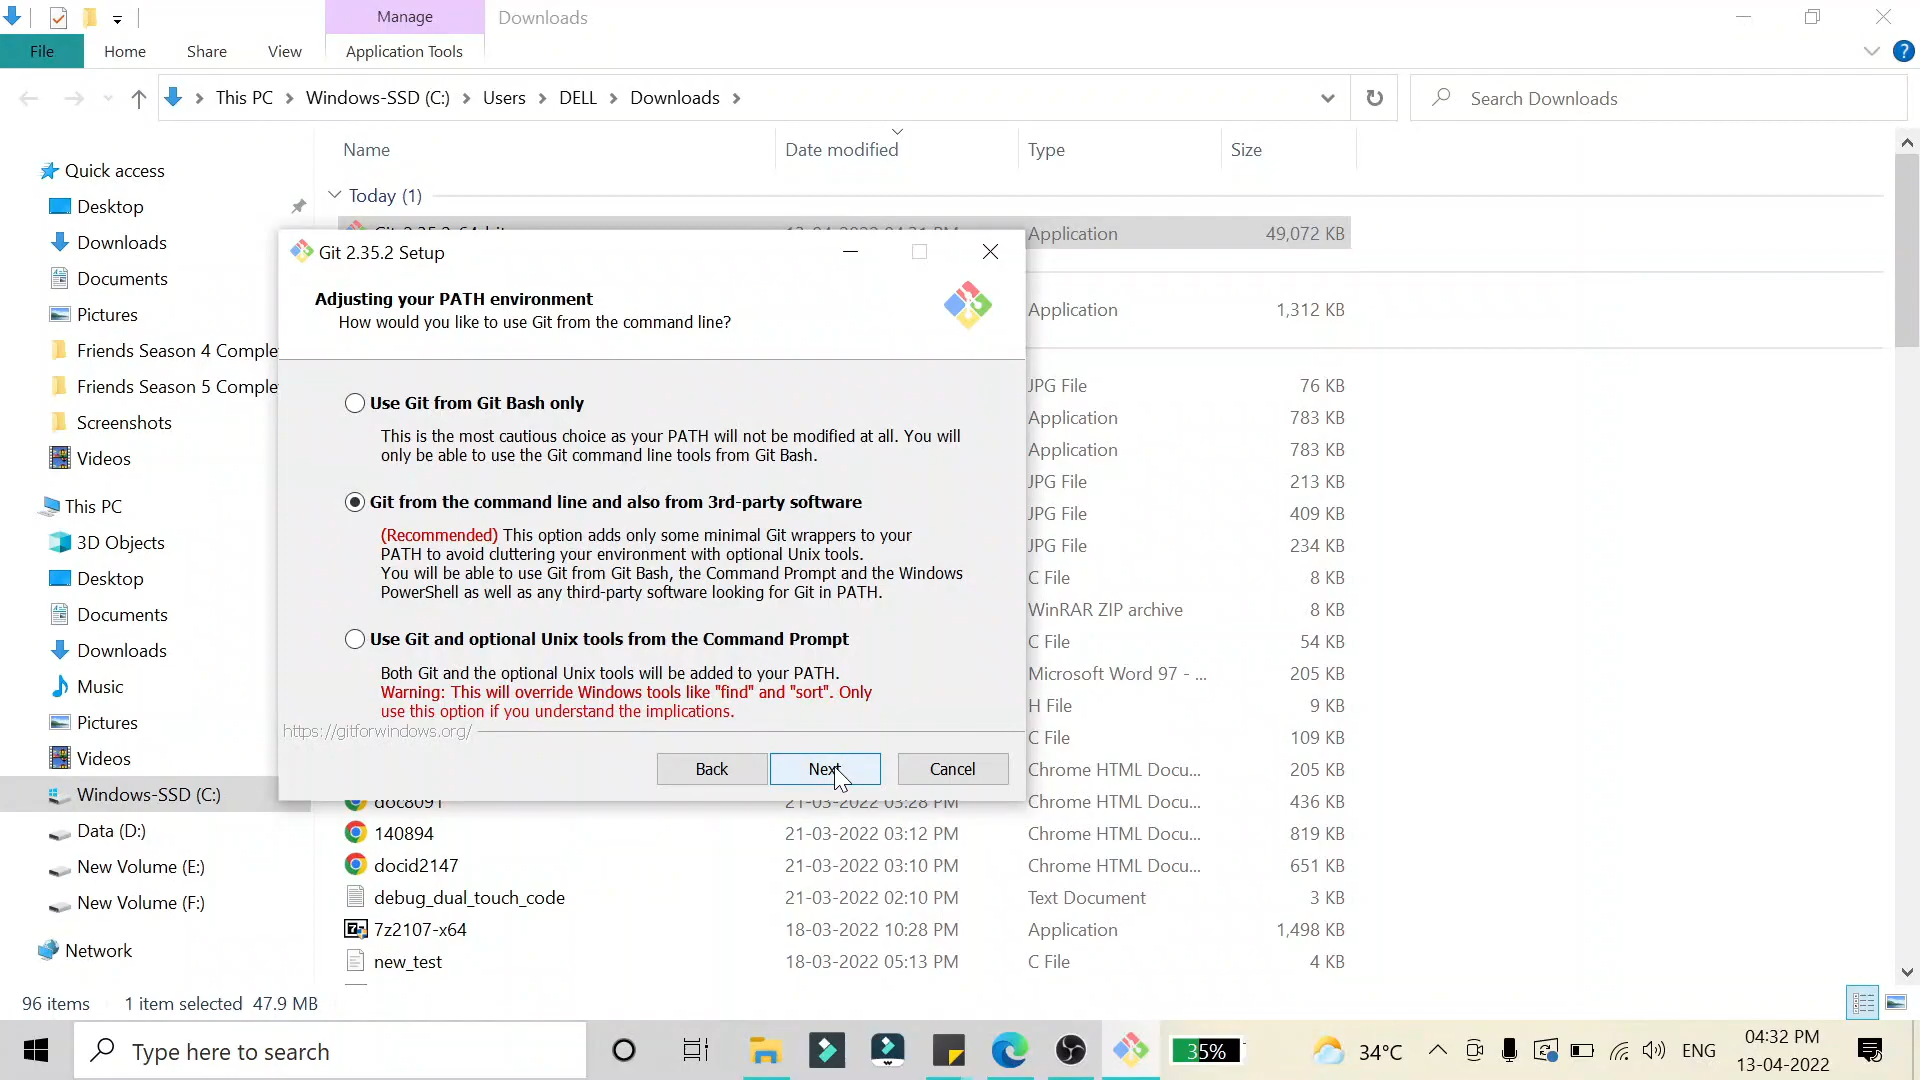 Manage
Downloads
File
Home
Share
View
Application Tools
This PC
Windows-SSD (C:)
Users
DELL
Downloads
Search Downloads
Name
Date modified
Type
Size
Quick access
Desktop
Downloads
Documents
Pictures
Friends Season 4 Comple
Friends Season 5 Comple
Screenshots
Videos
This PC
3D Objects
Desktop
Documents
Downloads
Music
Pictures
Videos
Windows-SSD (C:)
Data (D:)
New Volume (E:)
New Volume (F:)
Network
Today (1)
Application 49,072 KB
Application 1,312 KB
JPG File 76 KB
Application 783 KB
Application 783 KB
JPG File 213 KB
JPG File 409 KB
JPG File 234 KB
C File 8 KB
WinRAR ZIP archive 8 KB
C File 54 KB
Microsoft Word 97 - ... 205 KB
H File 9 KB
C File 109 KB
Chrome HTML Docu... 205 KB
doc8091 21-03-2022 03:28 PM Chrome HTML Docu... 436 KB
140894 21-03-2022 03:12 PM Chrome HTML Docu... 819 KB
docid2147 21-03-2022 03:10 PM Chrome HTML Docu... 651 KB
debug_dual_touch_code 21-03-2022 02:10 PM Text Document 3 KB
7z2107-x64 18-03-2022 10:28 PM Application 1,498 KB
new_test 18-03-2022 05:13 PM C File 4 KB
Git 2.35.2 Setup
Adjusting your PATH environment
How would you like to use Git from the command line?
Use Git from Git Bash only
This is the most cautious choice as your PATH will not be modified at all. You will
only be able to use the Git command line tools from Git Bash.
Git from the command line and also from 3rd-party software
(Recommended) This option adds only some minimal Git wrappers to your
PATH to avoid cluttering your environment with optional Unix tools.
You will be able to use Git from Git Bash, the Command Prompt and the Windows
PowerShell as well as any third-party software looking for Git in PATH.
Use Git and optional Unix tools from the Command Prompt
Both Git and the optional Unix tools will be added to your PATH.
Warning: This will override Windows tools like "find" and "sort". Only
use this option if you understand the implications.
https://gitforwindows.org/
Back
Next
Cancel
96 items 1 item selected 47.9 MB
Type here to search
35%
34°C
ENG
04:32 PM
13-04-2022